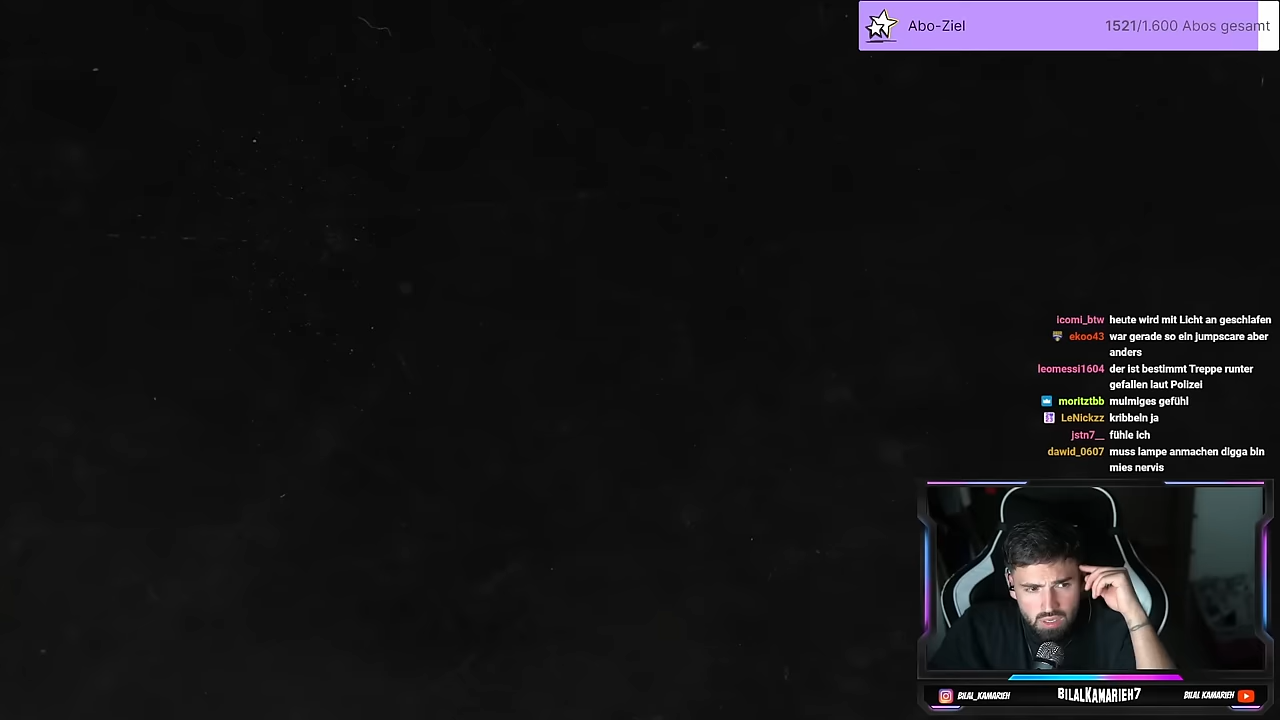 Abo-Ziel 1521/1.600 Abos gesamt
icomi_btw heute wird mit Licht an geschlafen
ekoo43 war gerade so ein jumpscare aber
anders
leomessi1604 der ist bestimmt Treppe runter
gefallen laut Polizei
moritztbb mulmiges gefühl
LeNickzz kribbeln ja
jstn7__ fühle ich
dawid_0607 muss lampe anmachen digga bin
mies nervis
BILAL_KAMARIEH BILALKAMARIEH7 BILAL KAMARIEH